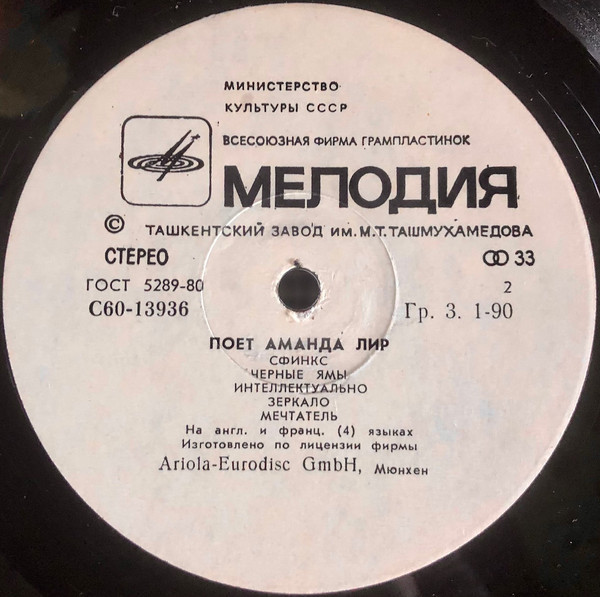 МИНИСТЕРСТВО
КУЛЬТУРЫ СССР
ВСЕСОЮЗНАЯ ФИРМА ГРАМПЛАСТИНОК
МЕЛОДИЯ
© ТАШКЕНТСКИЙ ЗАВОД ИМ. М.Т. ТАШМУХАМЕДОВА
СТЕРЕО 33
ГОСТ 5289-80 2
С60-13936 Гр. 3. 1-90
ПОЕТ АМАНДА ЛИР
СФИНКС
ЧЕРНЫЕ ЯМЫ
ИНТЕЛЛЕКТУАЛЬНО
ЗЕРКАЛО
МЕЧТАТЕЛЬ
На англ. и франц. (4) языках
Изготовлено по лицензии фирмы
Ariola-Eurodisc GmbH, Мюнхен